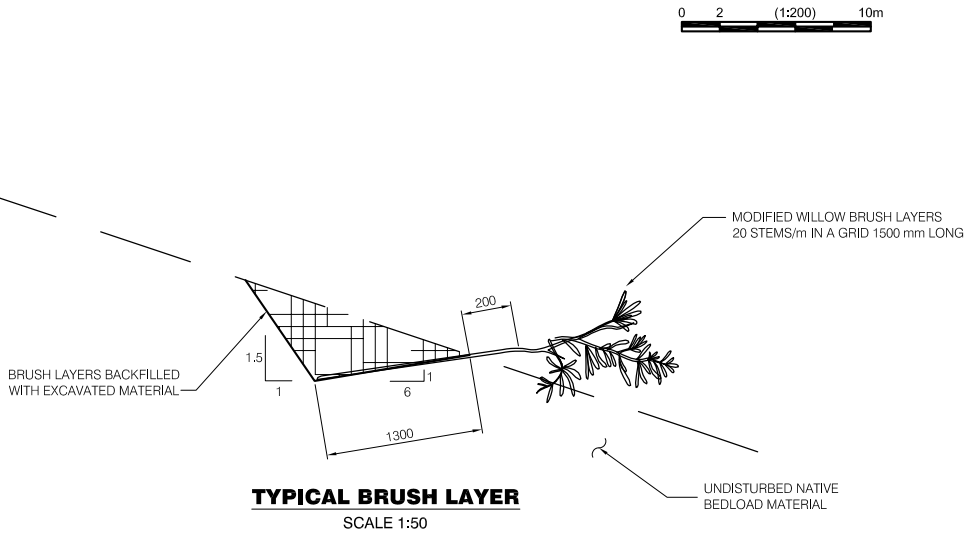 0 2 (1:200) 10m
MODIFIED WILLOW BRUSH LAYERS
20 STEMS/m IN A GRID 1500 mm LONG
200
1.5
1
1
6
BRUSH LAYERS BACKFILLED
WITH EXCAVATED MATERIAL
1300
UNDISTURBED NATIVE
BEDLOAD MATERIAL
TYPICAL BRUSH LAYER
SCALE 1:50